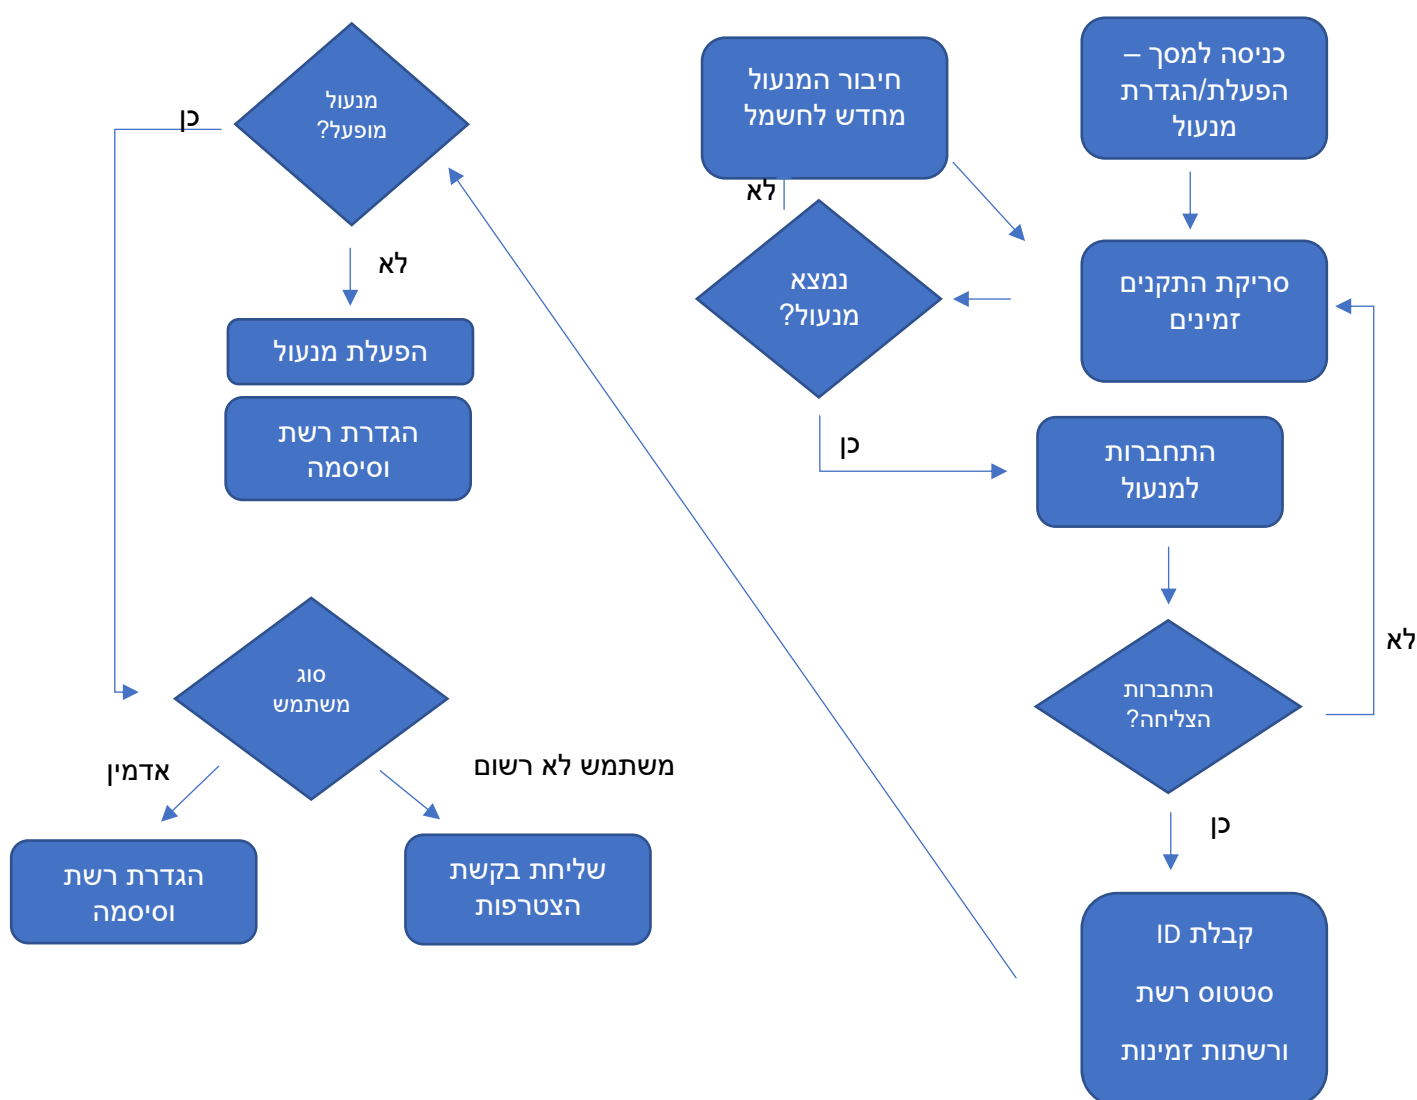 כניסה למסך –
הפעלת/הגדרת
מנעול
חיבור המנעול
מחדש לחשמל
לא
סריקת התקנים
זמינים
נמצא
מנעול?
כן
התחברות
למנעול
התחברות
הצליחה?
לא
כן
קבלת ID
סטטוס רשת
ורשתות זמינות
מנעול
מופעל?
כן
לא
הפעלת מנעול
הגדרת רשת
וסיסמה
סוג
משתמש
משתמש לא רשום
אדמין
שליחת בקשת
הצטרפות
הגדרת רשת
וסיסמה